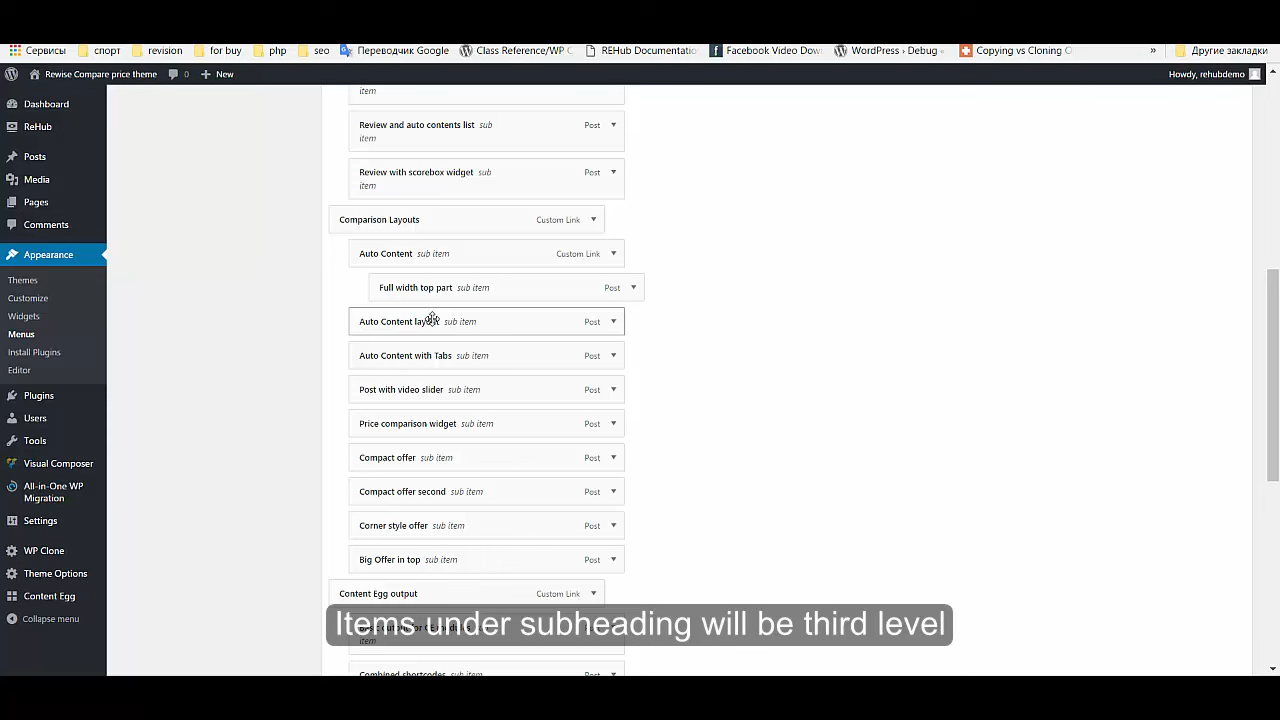 Сервисы спорт revision for buy php seo Переводчик Google Class Reference/WP C REHub Documentatio Facebook Video Dow WordPress › Debug Copying vs Cloning C » Другие закладки
Rewise Compare price theme 0 New Howdy, rehubdemo
Dashboard
ReHub
Posts
Media
Pages
Comments
Appearance
Themes
Customize
Widgets
Menus
Install Plugins
Editor
Plugins
Users
Tools
Visual Composer
All-in-One WP
Migration
Settings
WP Clone
Theme Options
Content Egg
Collapse menu
item
Review and auto contents list sub Post
item
Review with scorebox widget sub Post
item
Comparison Layouts Custom Link
Auto Content sub item Custom Link
Full width top part sub item Post
Auto Content sub item Post
Auto Content with Tabs sub item Post
Post with video slider sub item Post
Price comparison widget sub item Post
Compact offer sub item Post
Compact offer second sub item Post
Corner style offer sub item Post
Big Offer in top sub item Post
Content Egg output Custom Link
Items under subheading will be third level
item
Combined shortcodes sub item Post